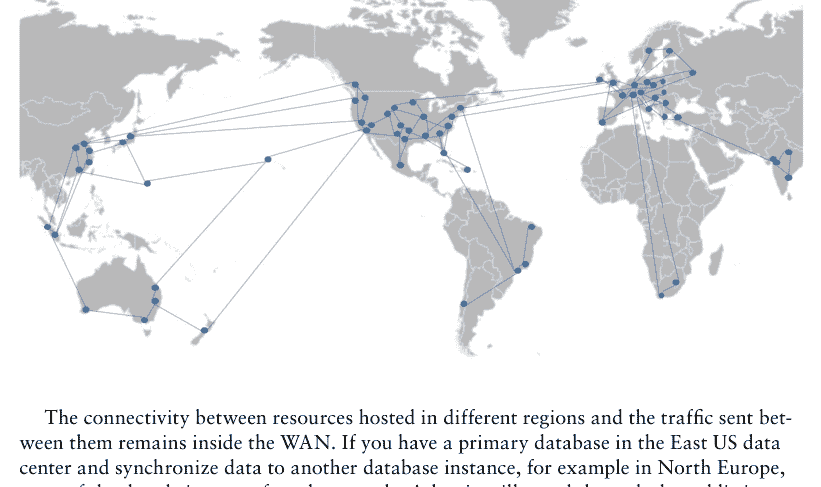 The connectivity between resources hosted in different regions and the traffic sent bet-
ween them remains inside the WAN. If you have a primary database in the East US data
center and synchronize data to another database instance, for example in North Europe,